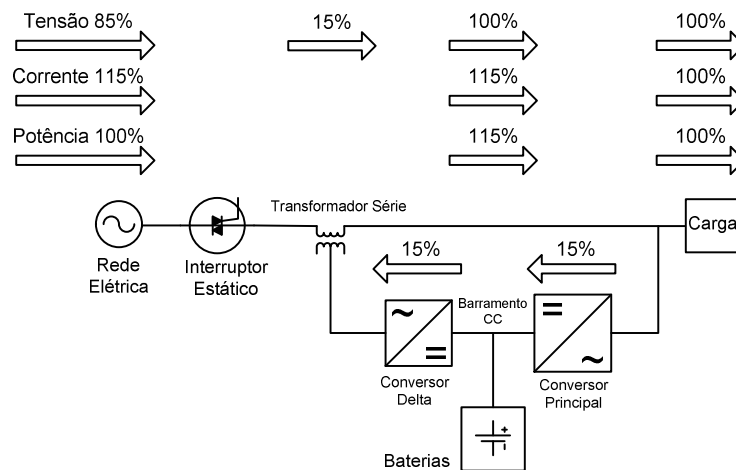 Tensão 85%
15%
100%
100%
Corrente 115%
115%
100%
Potência 100%
115%
100%
Transformador Série
Carga
Rede
Elétrica
Interruptor
Estático
15%
15%
Barramento
CC
Conversor
Delta
Conversor
Principal
Baterias